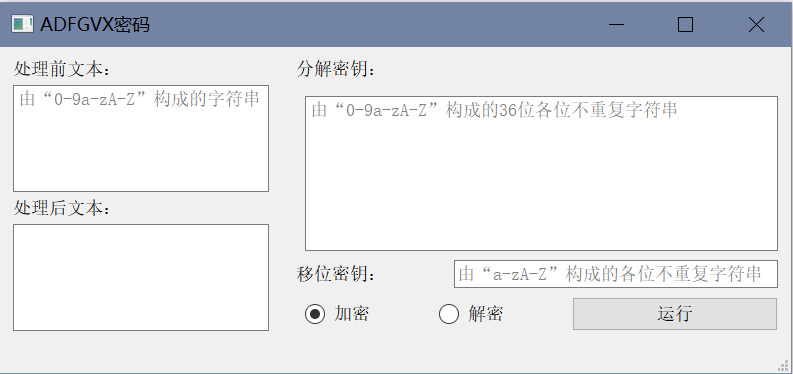 ADFGVX密码
处理前文本：
由“0-9a-zA-Z”构成的字符串
处理后文本：
分解密钥：
由“0-9a-zA-Z”构成的36位各位不重复字符串
移位密钥：
由“a-zA-Z”构成的各位不重复字符串
加密
解密
运行